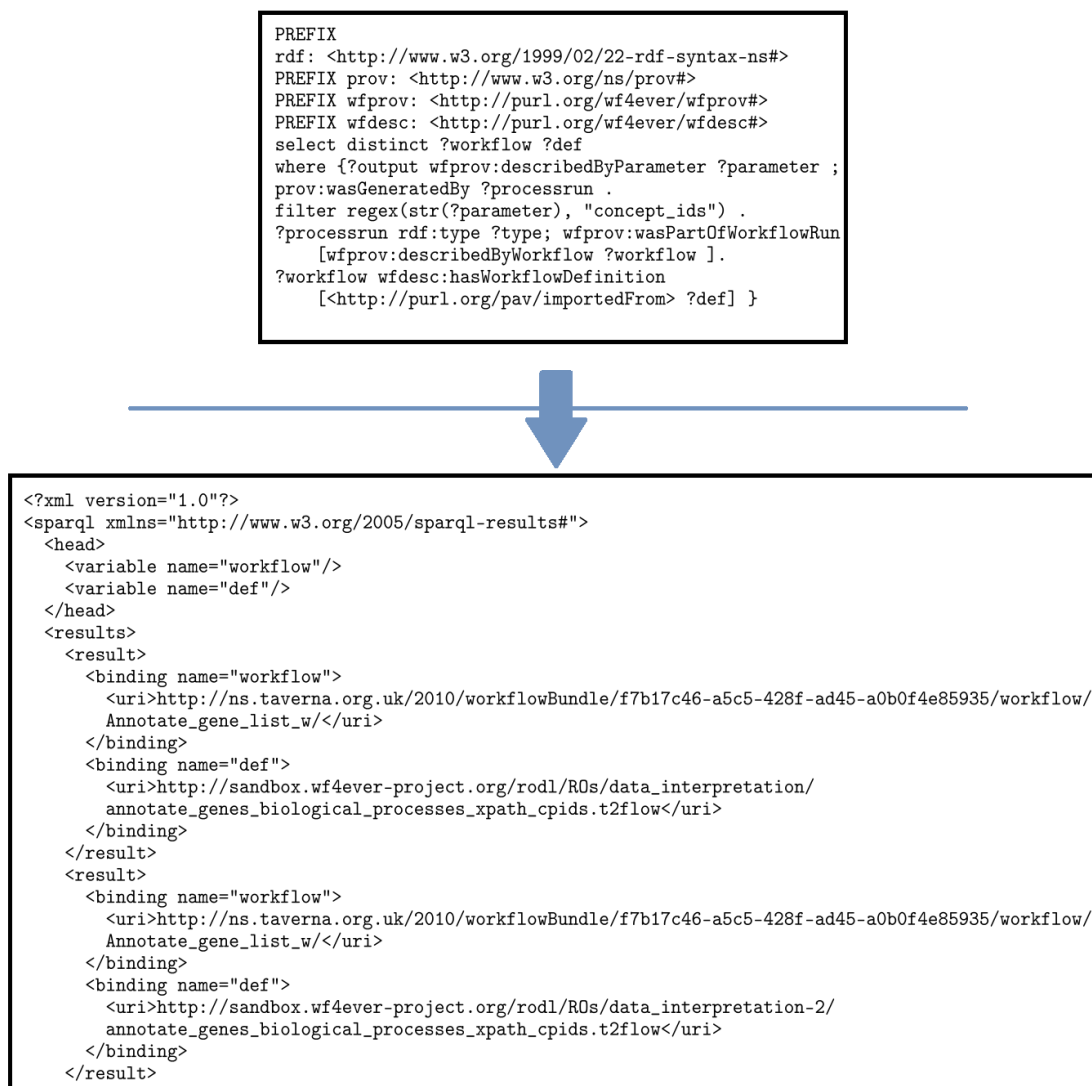 PREFIX
rdf: <http://www.w3.org/1999/02/22-rdf-syntax-ns#>
PREFIX prov: <http://www.w3.org/ns/prov#>
PREFIX wfprov: <http://purl.org/wf4ever/wfprov#>
PREFIX wfdesc: <http://purl.org/wf4ever/wfdesc#>
select distinct ?workflow ?def
where {?output wfprov:describedByParameter ?parameter ;
prov:wasGeneratedBy ?processrun .
filter regex(str(?parameter), "concept_ids") .
?processrun rdf:type ?type; wfprov:wasPartOfWorkflowRun
    [wfprov:describedByWorkflow ?workflow ].
?workflow wfdesc:hasWorkflowDefinition
    [<http://purl.org/pav/importedFrom> ?def] }
<?xml version="1.0"?>
<sparql xmlns="http://www.w3.org/2005/sparql-results#">
  <head>
    <variable name="workflow"/>
    <variable name="def"/>
  </head>
  <results>
    <result>
      <binding name="workflow">
        <uri>http://ns.taverna.org.uk/2010/workflowBundle/f7b17c46-a5c5-428f-ad45-a0b0f4e85935/workflow/
        Annotate_gene_list_w/</uri>
      </binding>
      <binding name="def">
        <uri>http://sandbox.wf4ever-project.org/rodl/ROs/data_interpretation/
        annotate_genes_biological_processes_xpath_cpids.t2flow</uri>
      </binding>
    </result>
    <result>
      <binding name="workflow">
        <uri>http://ns.taverna.org.uk/2010/workflowBundle/f7b17c46-a5c5-428f-ad45-a0b0f4e85935/workflow/
        Annotate_gene_list_w/</uri>
      </binding>
      <binding name="def">
        <uri>http://sandbox.wf4ever-project.org/rodl/ROs/data_interpretation-2/
        annotate_genes_biological_processes_xpath_cpids.t2flow</uri>
      </binding>
    </result>